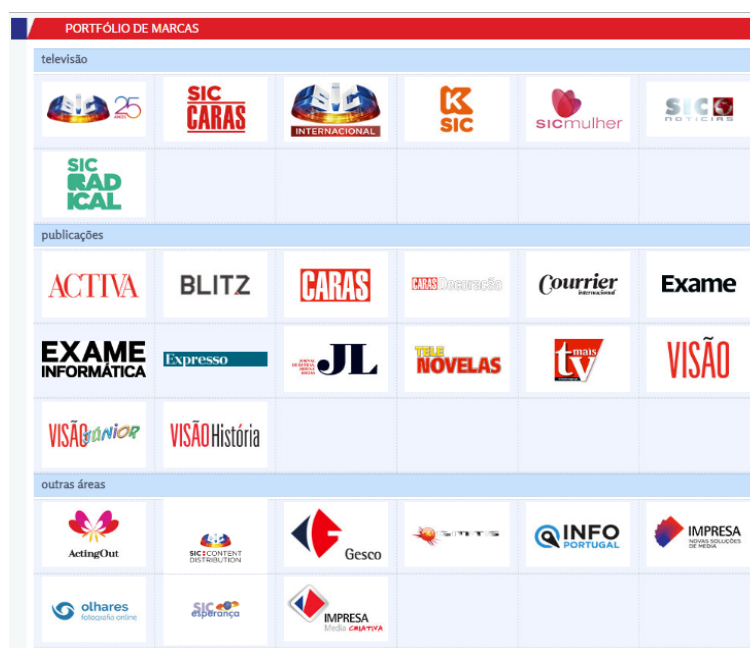 PORTFÓLIO DE MARCAS
televisão
SIC 25
ANOS
SIC
CARAS
SIC
INTERNACIONAL
K
SIC
sicmulher
SIC
NOTÍCIAS
SIC
RAD
ICAL
publicações
ACTIVA
BLITZ
CARAS
CARAS Decoração
Courrier
internacional
Exame
EXAME
INFORMÁTICA
Expresso
JL
TELE
NOVELAS
tv mais
VISÃO
VISÃO JÚNIOR
VISÃO História
outras áreas
ActingOut
SIC CONTENT
DISTRIBUTION
Gesco
GMTS
INFO
PORTUGAL
IMPRESA
NOVAS SOLUÇÕES
DE MEDIA
olhares
fotografia online
SIC
esperança
IMPRESA
Media CRIATIVA